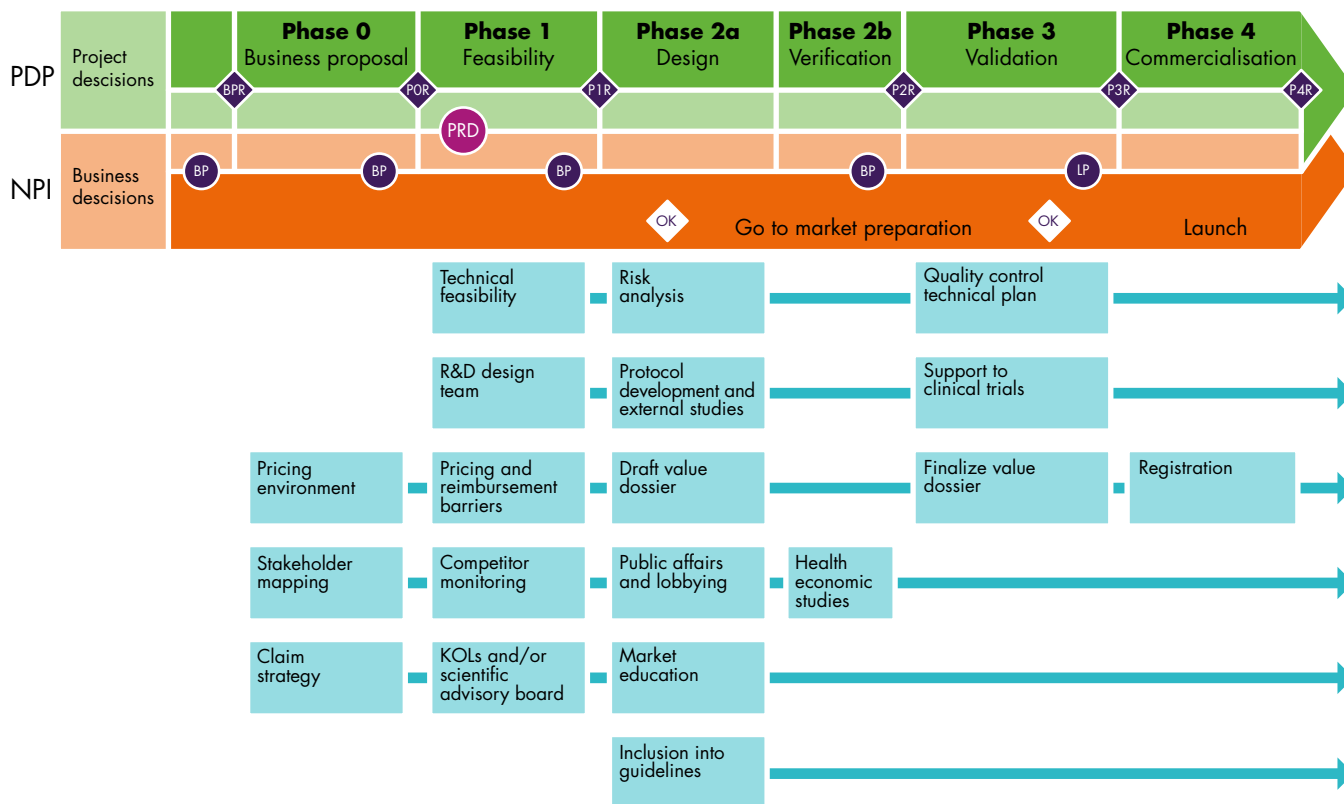 PDP
Project
descisions
Phase 0
Business proposal
Phase 1
Feasibility
Phase 2a
Design
Phase 2b
Verification
Phase 3
Validation
Phase 4
Commercialisation
BPR
P0R
P1R
P2R
P3R
P4R
PRD
NPI
Business
descisions
BP
BP
BP
BP
LP
OK
Go to market preparation
OK
Launch
Technical
feasibility
Risk
analysis
Quality control
technical plan
R&D design
team
Protocol
development and
external studies
Support to
clinical trials
Pricing
environment
Pricing and
reimbursement
barriers
Draft value
dossier
Finalize value
dossier
Registration
Stakeholder
mapping
Competitor
monitoring
Public affairs
and lobbying
Health
economic
studies
Claim
strategy
KOLs and/or
scientific
advisory board
Market
education
Inclusion into
guidelines